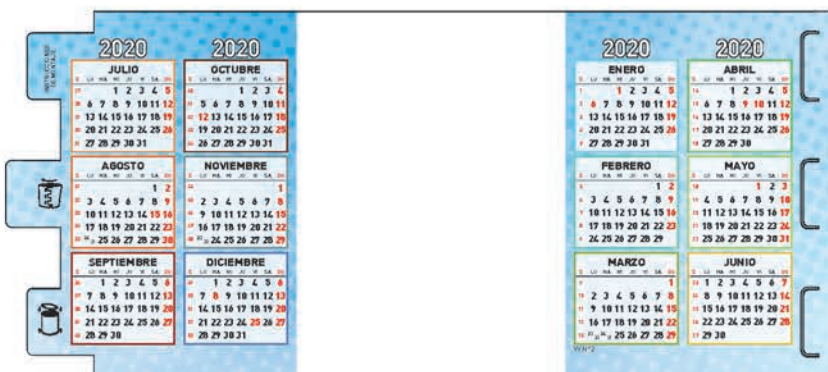 INSTRUCCIONES
DE MONTAJE
2020
JULIO
LU MA MI JU VI SA DO
1 2 3 4 5
6 7 8 9 10 11 12
13 14 15 16 17 18 19
20 21 22 23 24 25 26
27 28 29 30 31
AGOSTO
1 2
3 4 5 6 7 8 9
10 11 12 13 14 15 16
17 18 19 20 21 22 23
24 25 26 27 28 29 30
SEPTIEMBRE
1 2 3 4 5 6
7 8 9 10 11 12 13
14 15 16 17 18 19 20
21 22 23 24 25 26 27
28 29 30
2020
OCTUBRE
1 2 3 4
5 6 7 8 9 10 11
12 13 14 15 16 17 18
19 20 21 22 23 24 25
26 27 28 29 30 31
NOVIEMBRE
1
2 3 4 5 6 7 8
9 10 11 12 13 14 15
16 17 18 19 20 21 22
25 26 27 28 29
DICIEMBRE
1 2 3 4 5 6
7 8 9 10 11 12 13
14 15 16 17 18 19 20
21 22 23 24 25 26 27
28 29 30 31
2020
ENERO
1 2 3 4 5
6 7 8 9 10 11 12
13 14 15 16 17 18 19
20 21 22 23 24 25 26
27 28 29 30 31
FEBRERO
1 2
3 4 5 6 7 8 9
10 11 12 13 14 15 16
17 18 19 20 21 22 23
24 25 26 27 28 29
MARZO
1
2 3 4 5 6 7 8
9 10 11 12 13 14 15
16 17 18 19 20 21 22
25 26 27 28 29
2020
ABRIL
1 2 3 4 5
6 7 8 9 10 11 12
13 14 15 16 17 18 19
20 21 22 23 24 25 26
27 28 29 30
MAYO
1 2 3
4 5 6 7 8 9 10
11 12 13 14 15 16 17
18 19 20 21 22 23 24
25 26 27 28 29 30 31
JUNIO
1 2 3 4 5 6 7
8 9 10 11 12 13 14
15 16 17 18 19 20 21
22 23 24 25 26 27 28
29 30